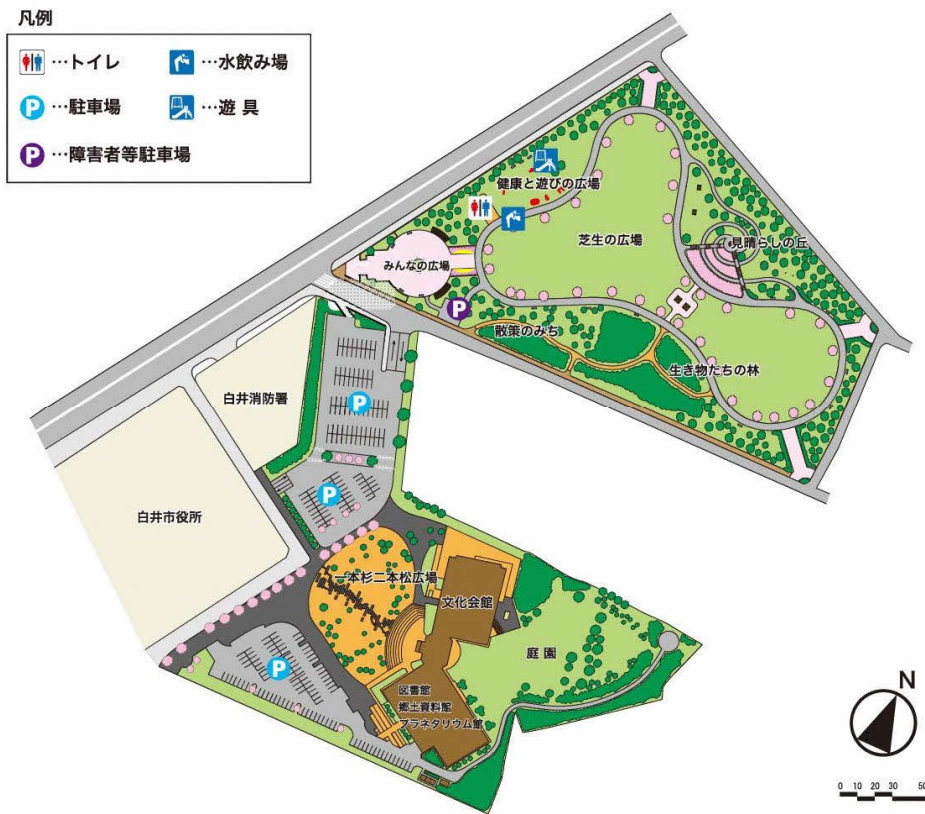 凡例
…トイレ
…水飲み場
P …駐車場
…遊 具
P …障害者等駐車場
健康と遊びの広場
芝生の広場
見晴らしの丘
みんなの広場
P
散策のみち
生き物たちの林
白井消防署
P
P
白井市役所
一本杉二本松広場
文化会館
庭 園
P
図書館
郷土資料館
プラネタリウム館
N
0 10 20 30 50